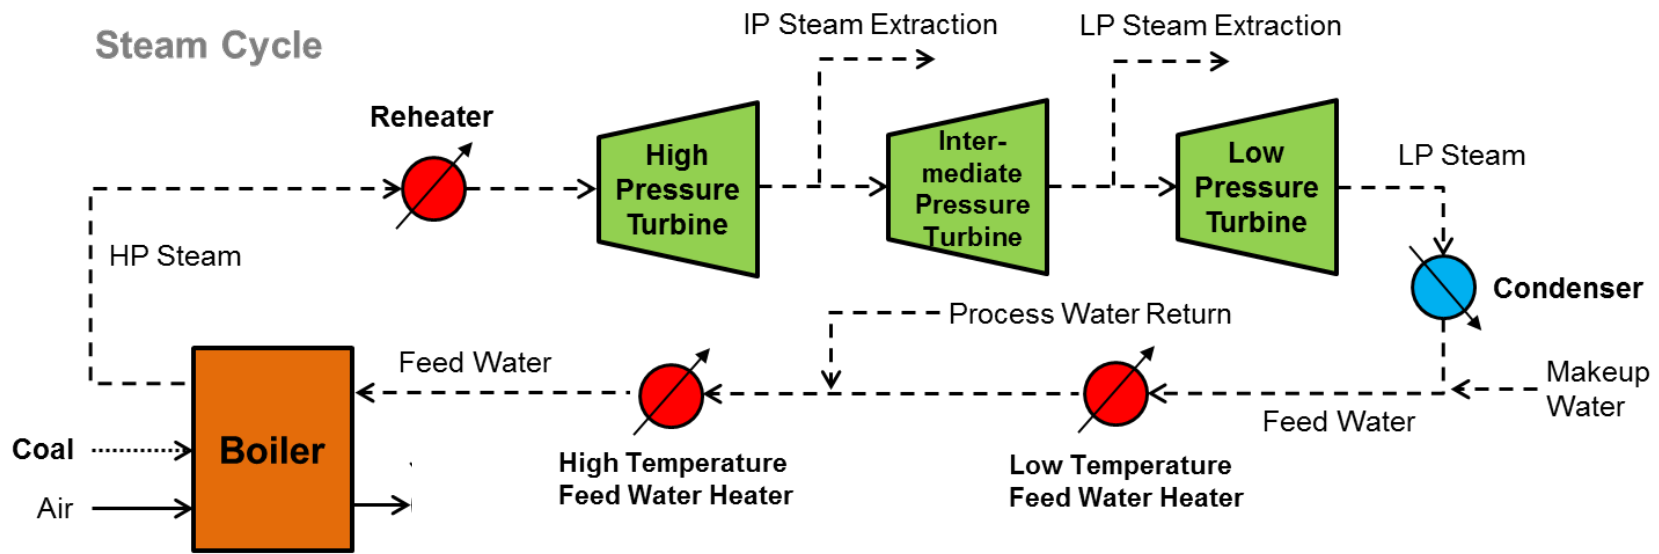 Steam Cycle
IP Steam Extraction
LP Steam Extraction
Reheater
High
Pressure
Turbine
Inter-
mediate
Pressure
Turbine
Low
Pressure
Turbine
LP Steam
HP Steam
Condenser
Process Water Return
Feed Water
Makeup
Water
Feed Water
Coal
Boiler
Air
High Temperature
Feed Water Heater
Low Temperature
Feed Water Heater